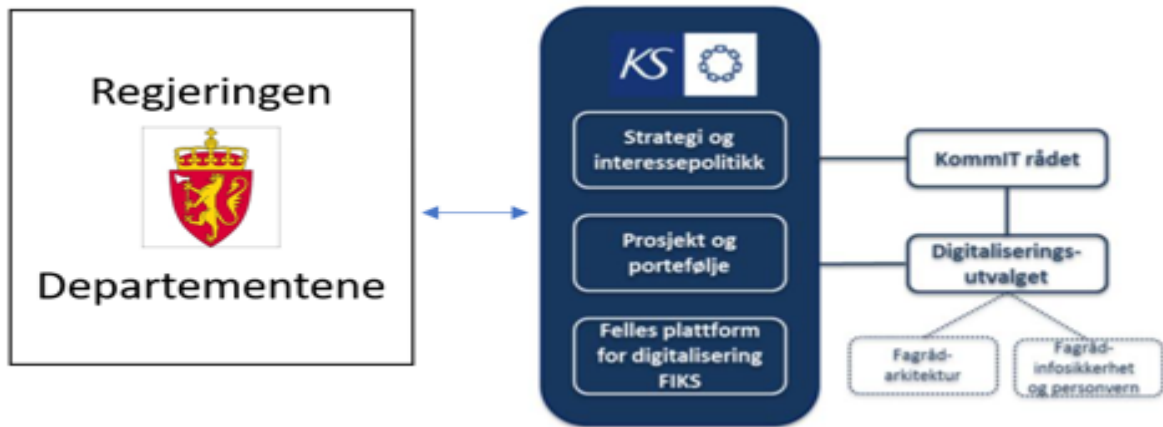 Regjeringen
Departementene
KS
Strategi og
interessepolitikk
Prosjekt og
portefølje
Felles plattform
for digitalisering
FIKS
KommIT rådet
Digitaliserings-
utvalget
Fagråd-
arkitektur
Fagråd-
infosikkerhet
og personvern